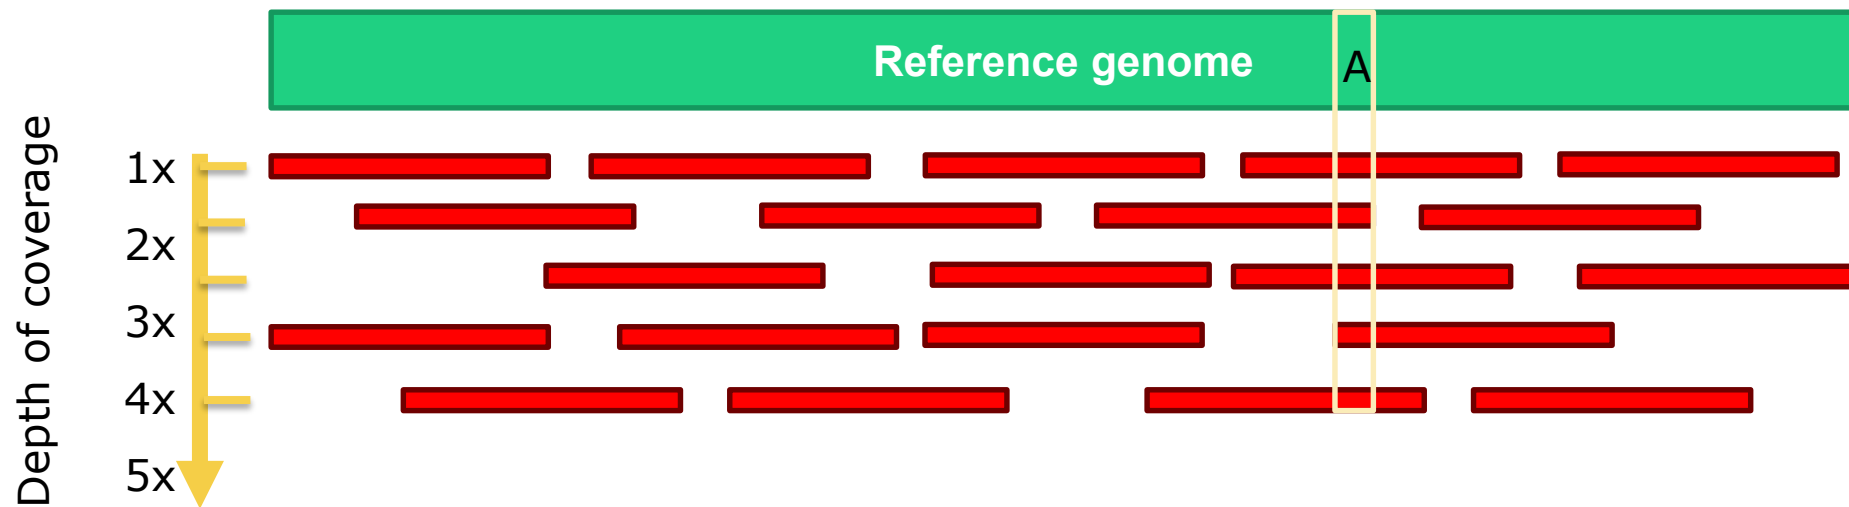 Reference genome
A
Depth of coverage
1x
2x
3x
4x
5x